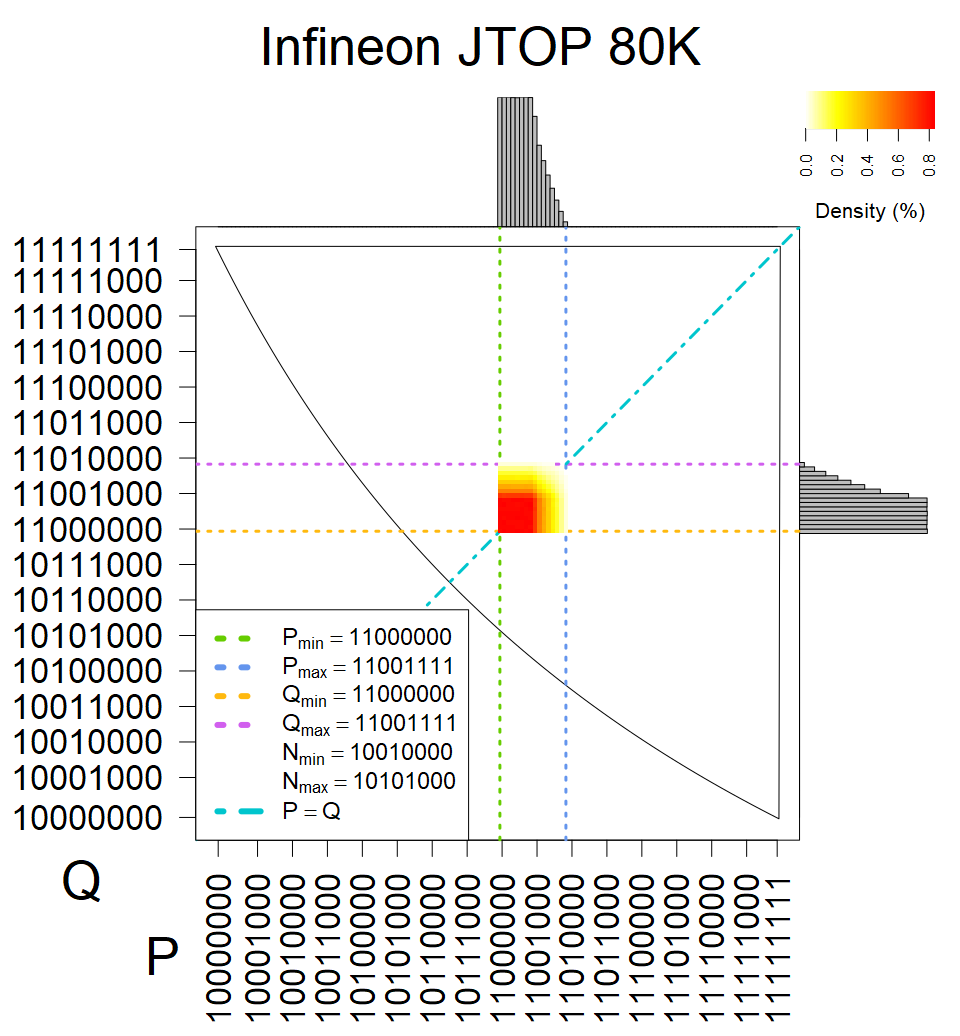 Infineon JTOP 80K
0.0 0.2 0.4 0.6 0.8
Density (%)
11111111
11111000
11110000
11101000
11100000
11011000
11010000
11001000
11000000
10111000
10110000
10101000
10100000
10011000
10010000
10001000
10000000
Pmin = 11000000
Pmax = 11001111
Qmin = 11000000
Qmax = 11001111
Nmin = 10010000
Nmax = 10101000
P = Q
Q
P
10000000
10001000
10010000
10011000
10100000
10101000
10110000
10111000
11000000
11001000
11010000
11011000
11100000
11101000
11110000
11111000
11111111